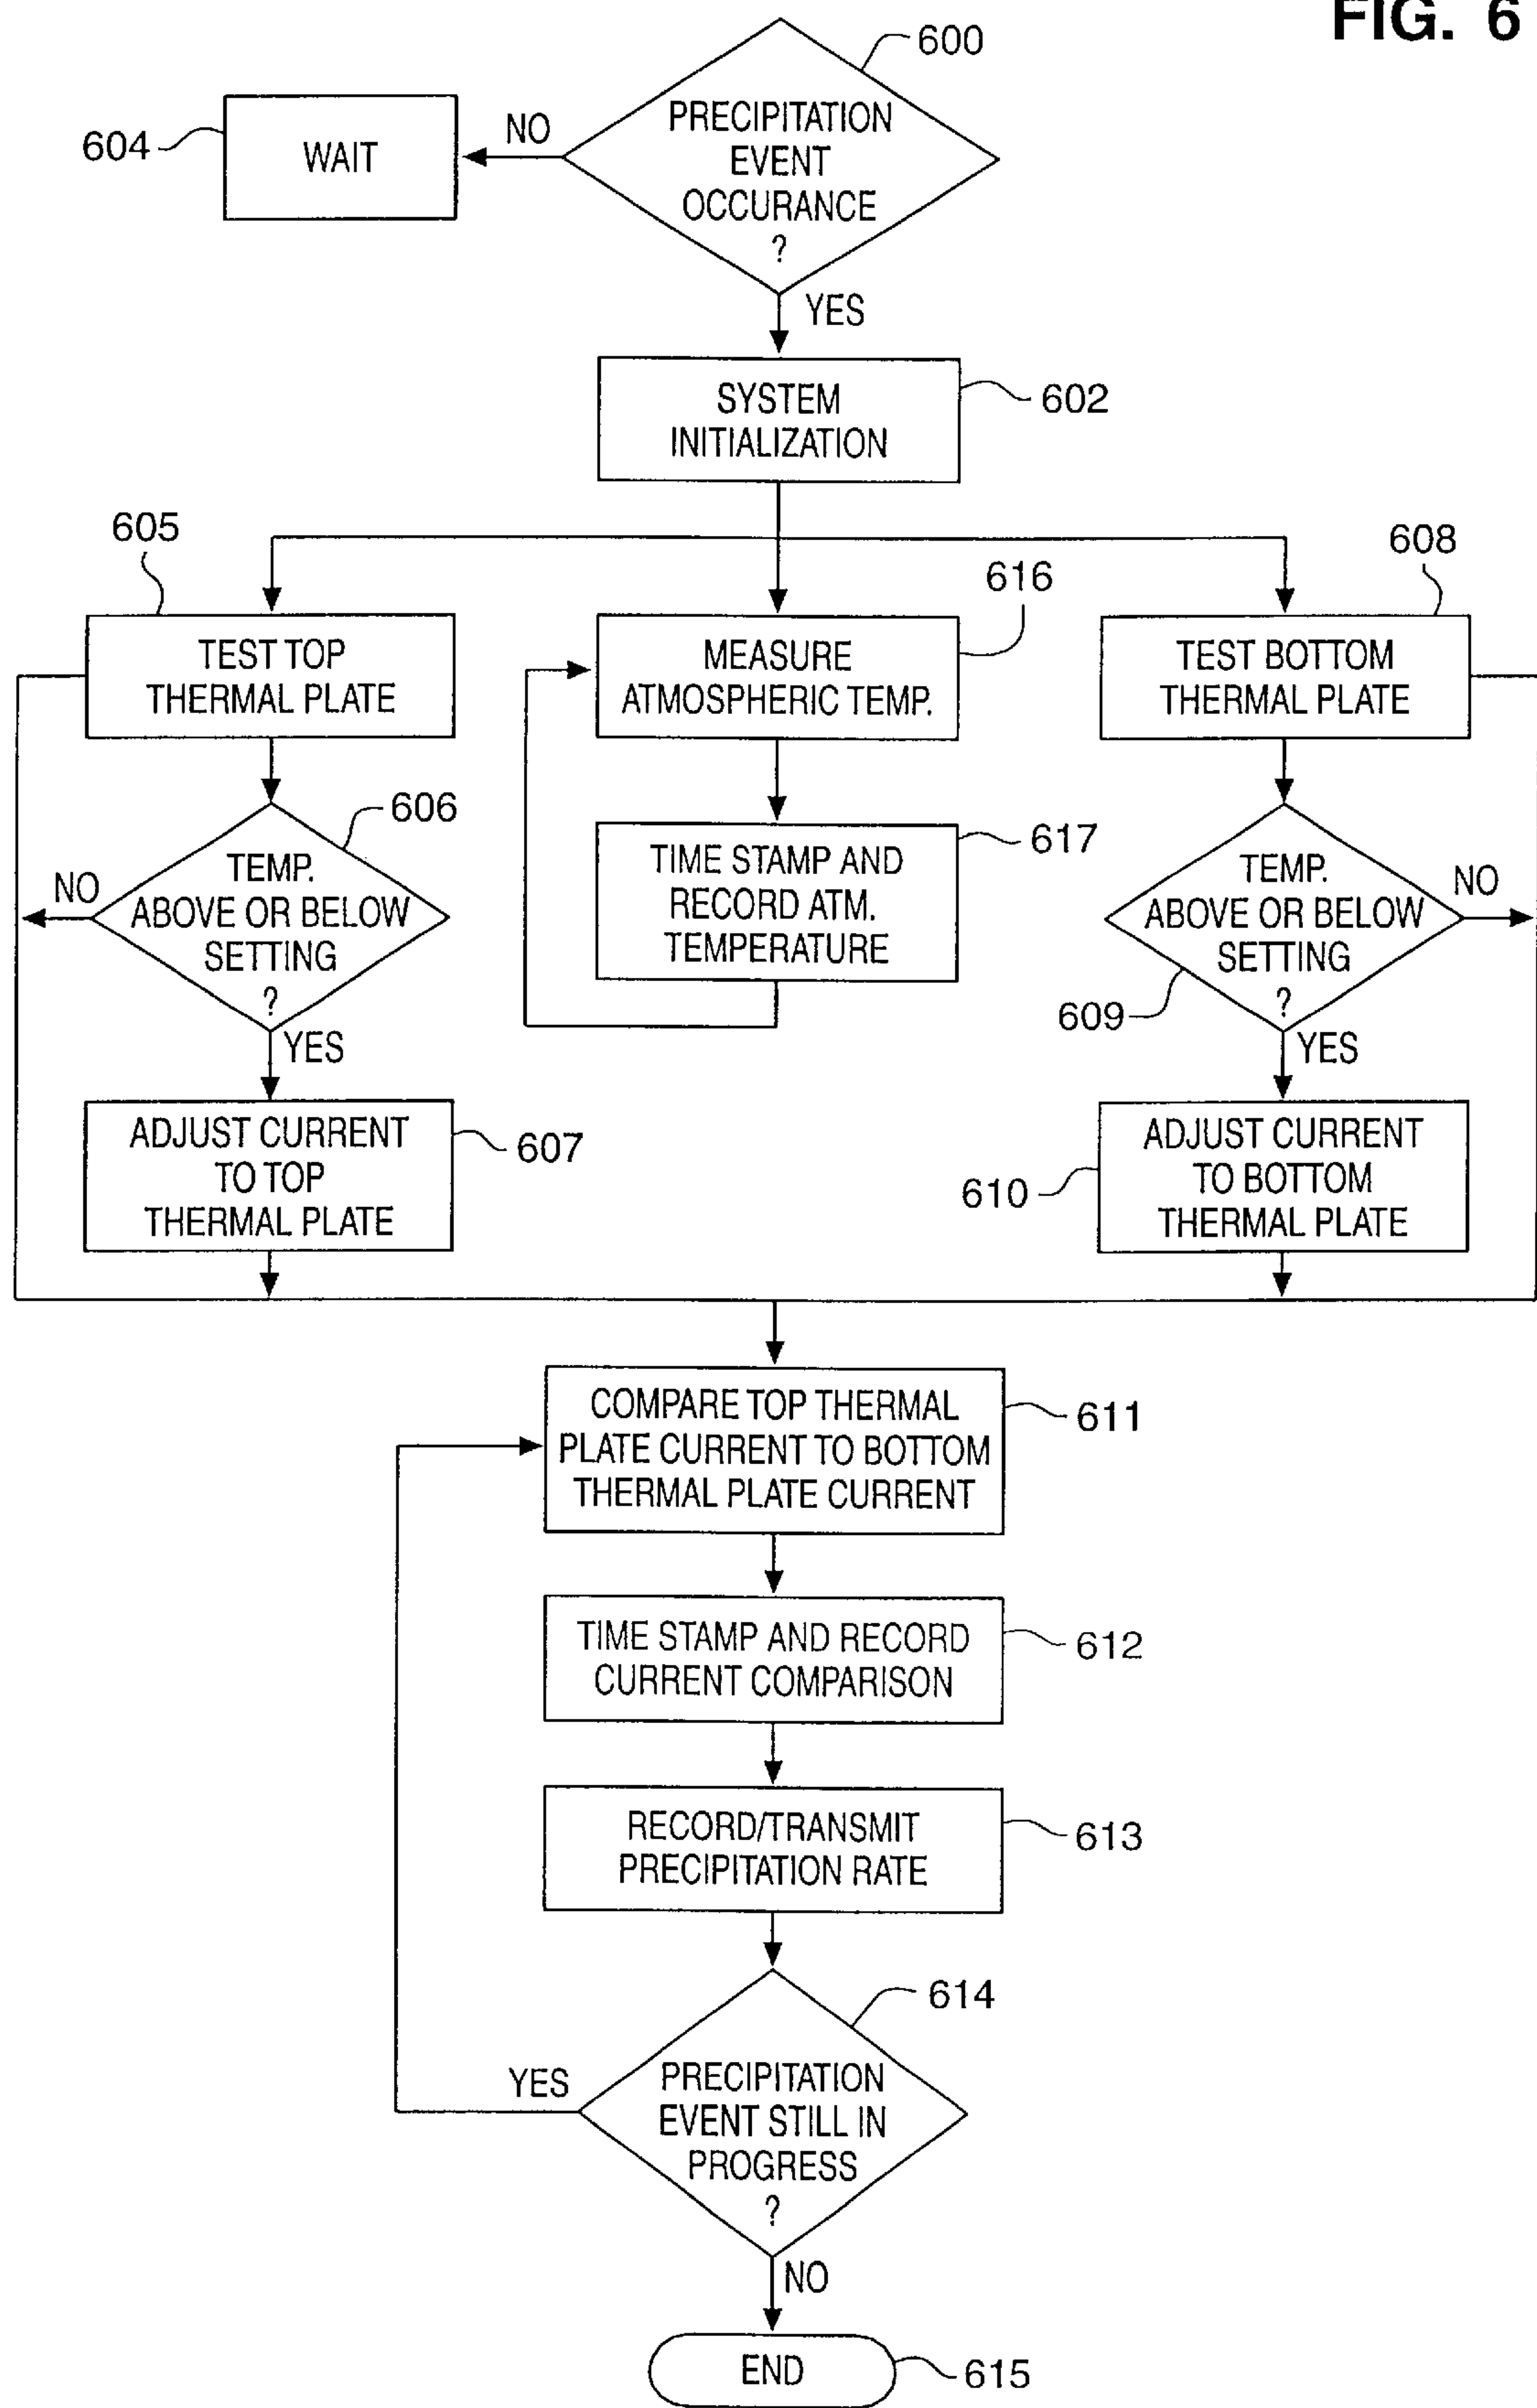 FIG. 6
600
PRECIPITATION
EVENT
OCCURANCE
?
NO
604
WAIT
YES
SYSTEM
INITIALIZATION
602
605
TEST TOP
THERMAL PLATE
616
MEASURE
ATMOSPHERIC TEMP.
608
TEST BOTTOM
THERMAL PLATE
606
TEMP.
ABOVE OR BELOW
SETTING
?
NO
YES
617
TIME STAMP AND
RECORD ATM.
TEMPERATURE
TEMP.
ABOVE OR BELOW
SETTING
?
NO
609
YES
ADJUST CURRENT
TO TOP
THERMAL PLATE
607
610
ADJUST CURRENT
TO BOTTOM
THERMAL PLATE
COMPARE TOP THERMAL
PLATE CURRENT TO BOTTOM
THERMAL PLATE CURRENT
611
TIME STAMP AND RECORD
CURRENT COMPARISON
612
RECORD/TRANSMIT
PRECIPITATION RATE
613
614
YES
PRECIPITATION
EVENT STILL IN
PROGRESS
?
NO
END
615